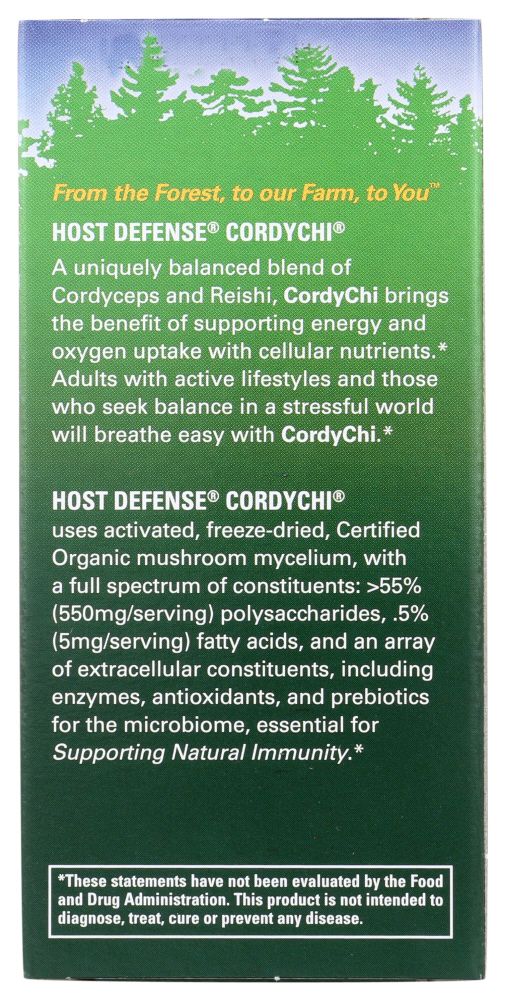 From the Forest, to our Farm, to You™
HOST DEFENSE® CORDYCHI®
A uniquely balanced blend of
Cordyceps and Reishi, CordyChi brings
the benefit of supporting energy and
oxygen uptake with cellular nutrients.*
Adults with active lifestyles and those
who seek balance in a stressful world
will breathe easy with CordyChi.*
HOST DEFENSE® CORDYCHI®
uses activated, freeze-dried, Certified
Organic mushroom mycelium, with
a full spectrum of constituents: >55%
(550mg/serving) polysaccharides, .5%
(5mg/serving) fatty acids, and an array
of extracellular constituents, including
enzymes, antioxidants, and prebiotics
for the microbiome, essential for
Supporting Natural Immunity.*
*These statements have not been evaluated by the Food
and Drug Administration. This product is not intended to
diagnose, treat, cure or prevent any disease.